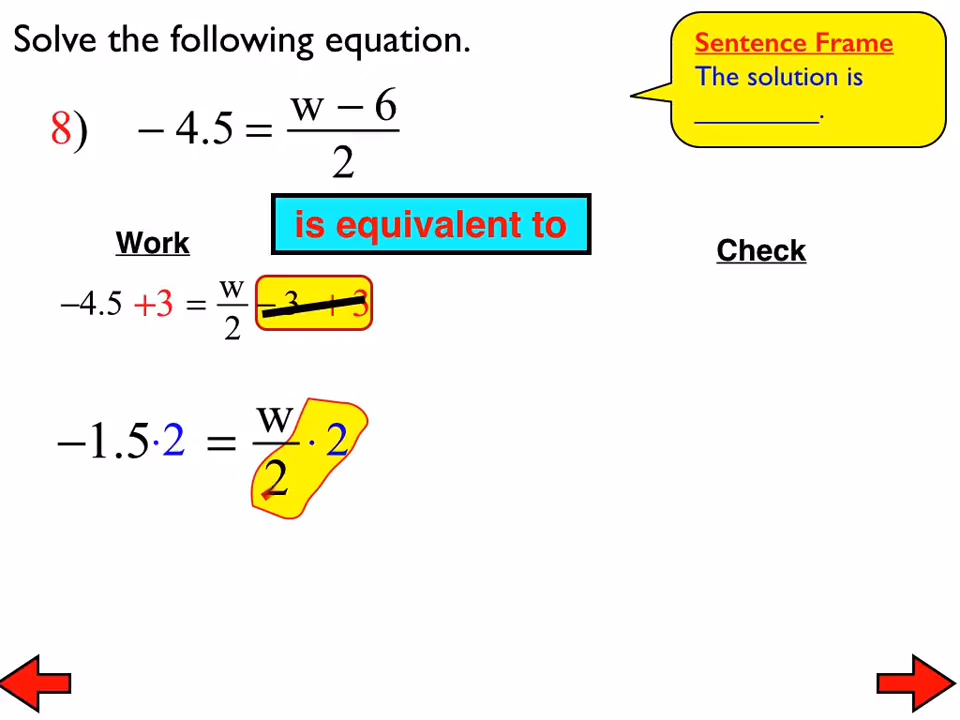 Solve the following equation.
Sentence Frame
The solution is
_________.
8) − 4.5 = (w − 6)/2
is equivalent to
Work
Check
−4.5 +3 = w/2 − 3 + 3
−1.5·2 = w/2 · 2